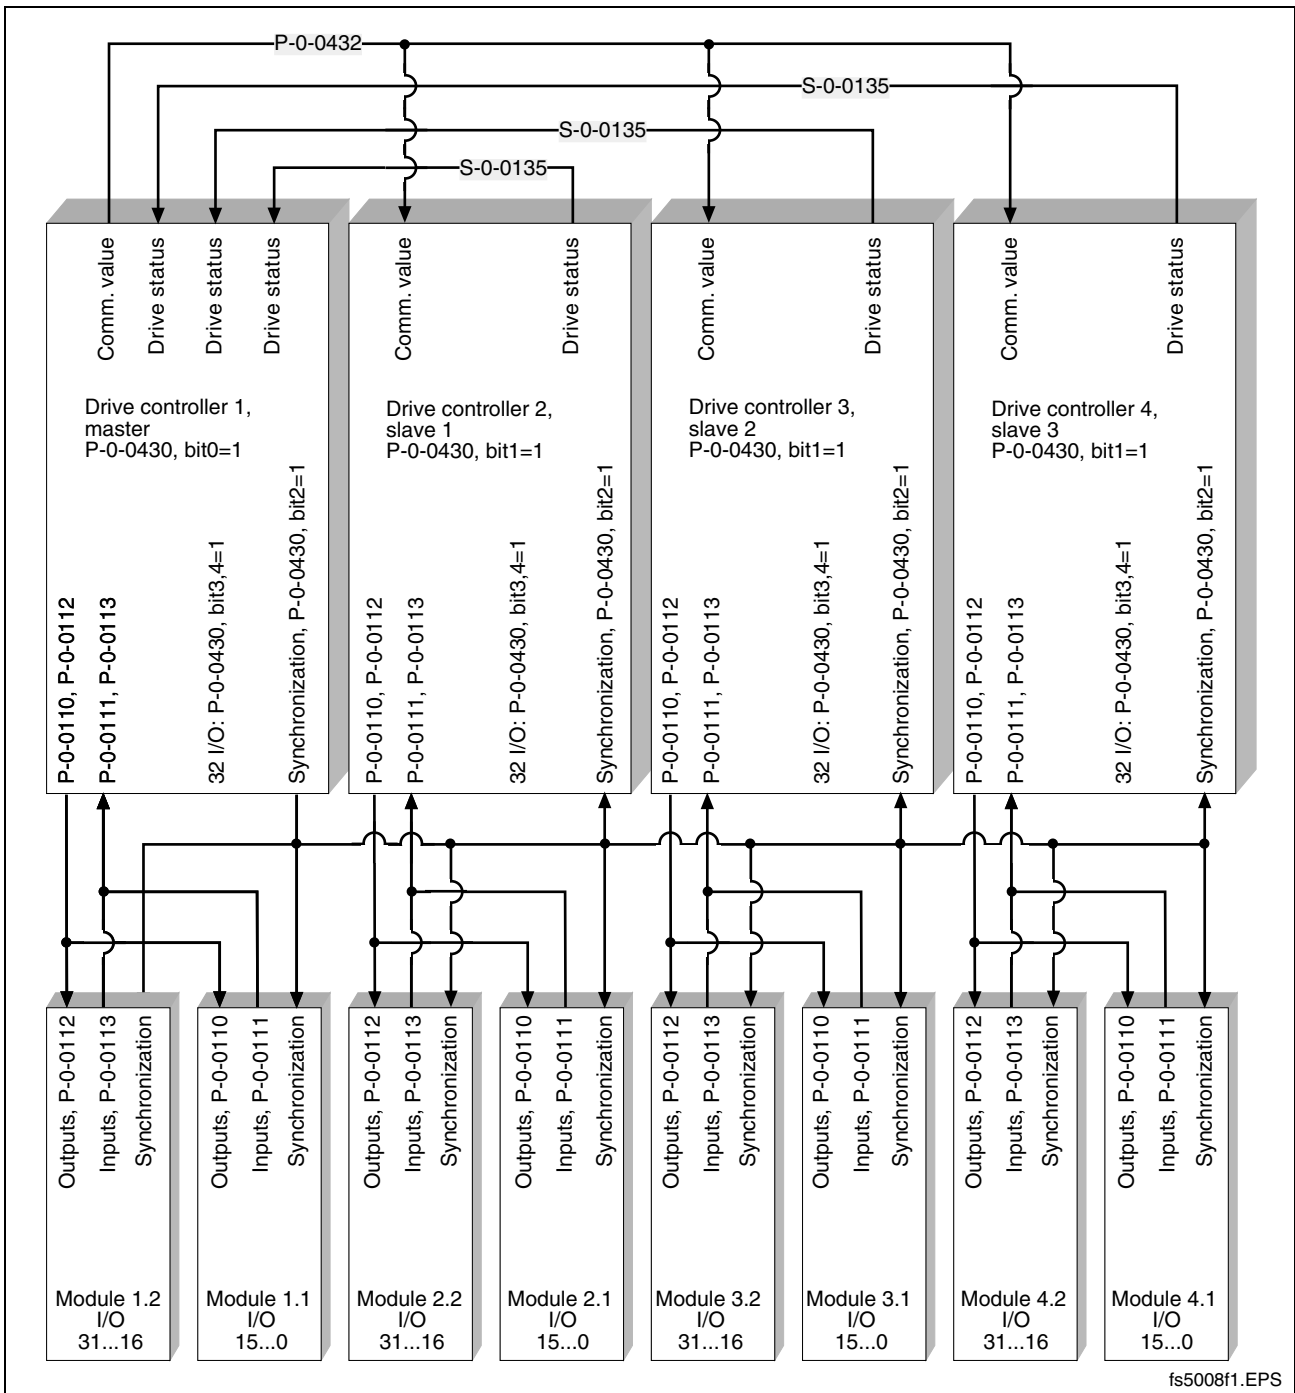 P-0-0432
S-0-0135
S-0-0135
S-0-0135
Comm. value
Drive status
Drive status
Drive status
Drive controller 1,
master
P-0-0430, bit0=1
P-0-0110, P-0-0112
P-0-0111, P-0-0113
32 I/O: P-0-0430, bit3,4=1
Synchronization, P-0-0430, bit2=1
Comm. value
Drive status
Drive controller 2,
slave 1
P-0-0430, bit1=1
P-0-0110, P-0-0112
P-0-0111, P-0-0113
32 I/O: P-0-0430, bit3,4=1
Synchronization, P-0-0430, bit2=1
Comm. value
Drive status
Drive controller 3,
slave 2
P-0-0430, bit1=1
P-0-0110, P-0-0112
P-0-0111, P-0-0113
32 I/O: P-0-0430, bit3,4=1
Synchronization, P-0-0430, bit2=1
Comm. value
Drive status
Drive controller 4,
slave 3
P-0-0430, bit1=1
P-0-0110, P-0-0112
P-0-0111, P-0-0113
32 I/O: P-0-0430, bit3,4=1
Synchronization, P-0-0430, bit2=1
Outputs, P-0-0112
Inputs, P-0-0113
Synchronization
Module 1.2
I/O
31...16
Outputs, P-0-0110
Inputs, P-0-0111
Synchronization
Module 1.1
I/O
15...0
Outputs, P-0-0112
Inputs, P-0-0113
Synchronization
Module 2.2
I/O
31...16
Outputs, P-0-0110
Inputs, P-0-0111
Synchronization
Module 2.1
I/O
15...0
Outputs, P-0-0112
Inputs, P-0-0113
Synchronization
Module 3.2
I/O
31...16
Outputs, P-0-0110
Inputs, P-0-0111
Synchronization
Module 3.1
I/O
15...0
Outputs, P-0-0112
Inputs, P-0-0113
Synchronization
Module 4.2
I/O
31...16
Outputs, P-0-0110
Inputs, P-0-0111
Synchronization
Module 4.1
I/O
15...0
fs5008f1.EPS